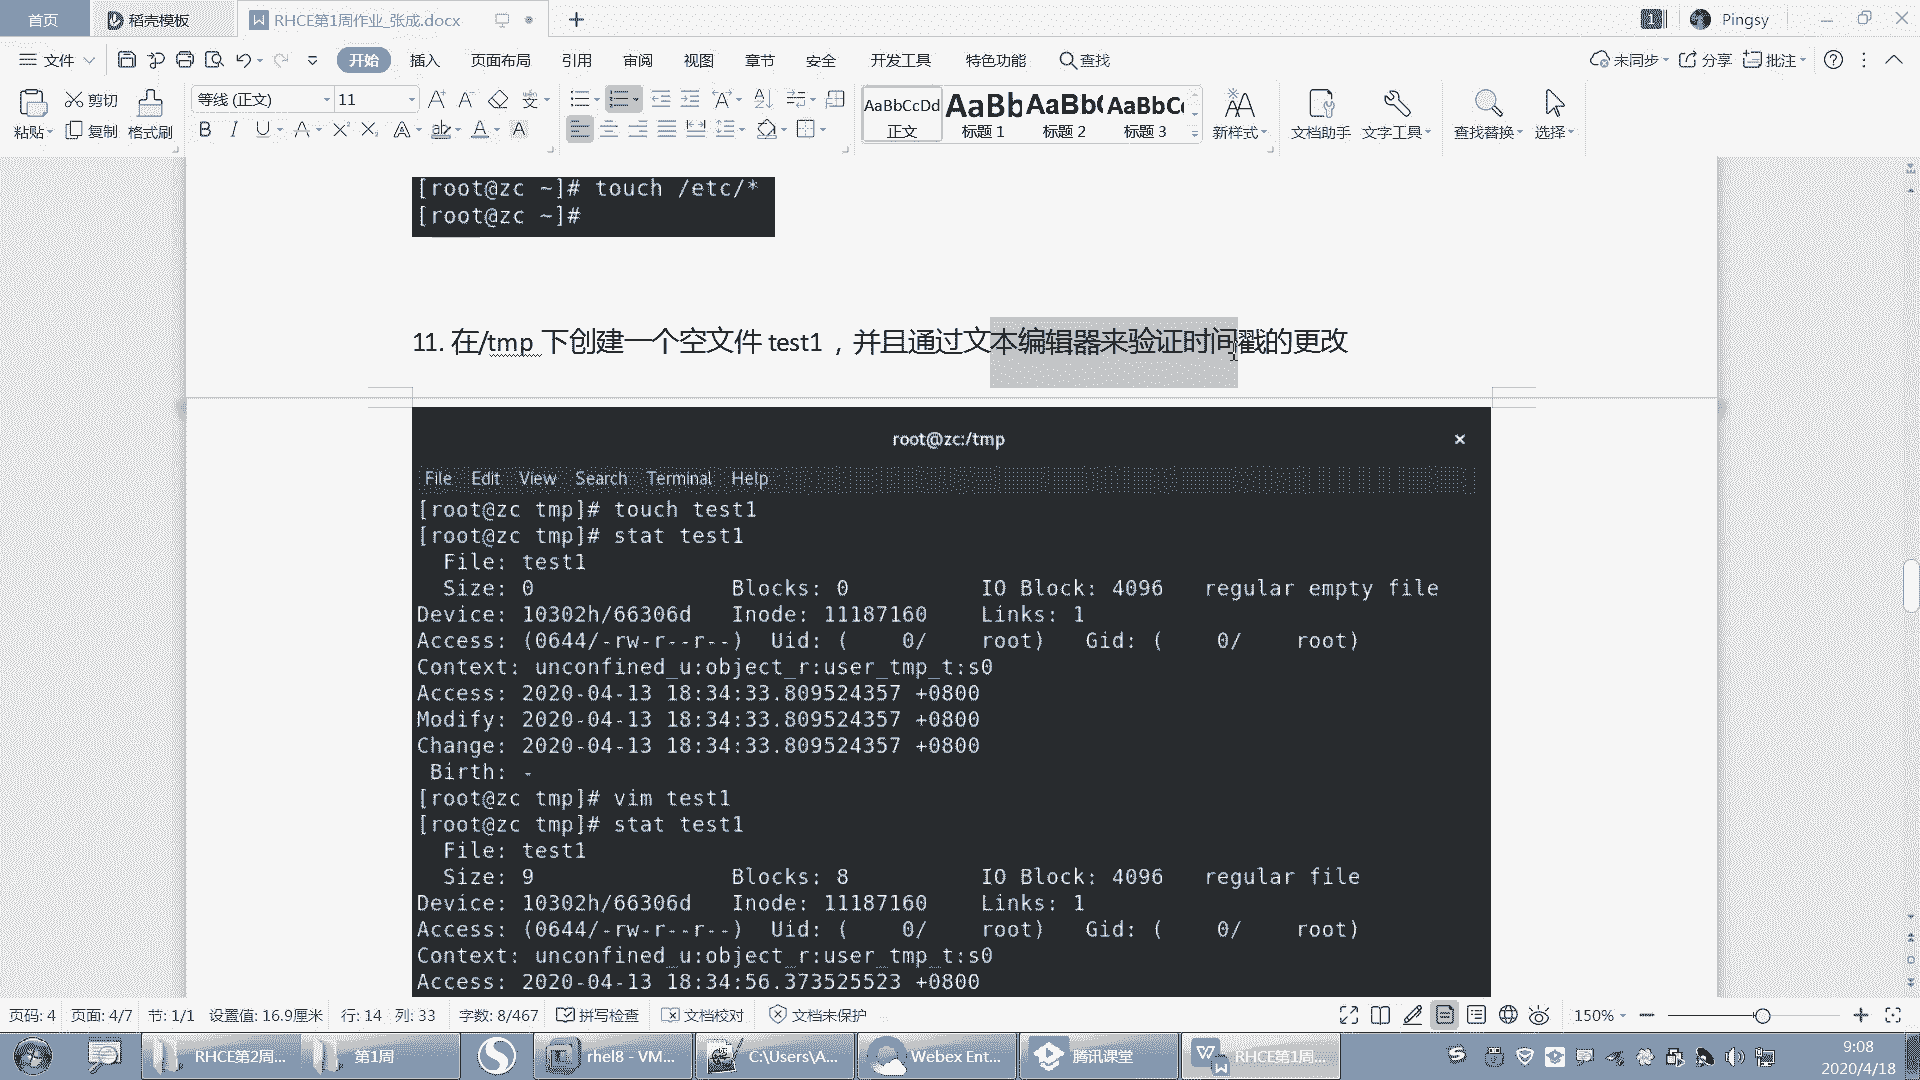 首页 稻壳模板 RHCE第1周作业_张成.docx 1 Pingsy
文件 开始 插入 页面布局 引用 审阅 视图 章节 安全 开发工具 特色功能 查找 未同步 分享 批注
等线 (正文) 11 AaBbCcDd AaBb AaBb( AaBbC
粘贴 剪切 复制 格式刷 正文 标题 1 标题 2 标题 3 新样式 文档助手 文字工具 查找替换 选择
[root@zc ~]# touch /etc/*
[root@zc ~]#
11. 在/tmp 下创建一个空文件 test1 ，并且通过文本编辑器来验证时间戳的更改
root@zc:/tmp ×
File Edit View Search Terminal Help
[root@zc tmp]# touch test1
[root@zc tmp]# stat test1
File: test1
Size: 0 Blocks: 0 IO Block: 4096 regular empty file
Device: 10302h/66306d Inode: 11187160 Links: 1
Access: (0644/-rw-r--r--) Uid: ( 0/ root) Gid: ( 0/ root)
Context: unconfined_u:object_r:user_tmp_t:s0
Access: 2020-04-13 18:34:33.809524357 +0800
Modify: 2020-04-13 18:34:33.809524357 +0800
Change: 2020-04-13 18:34:33.809524357 +0800
Birth: -
[root@zc tmp]# vim test1
[root@zc tmp]# stat test1
File: test1
Size: 9 Blocks: 8 IO Block: 4096 regular file
Device: 10302h/66306d Inode: 11187160 Links: 1
Access: (0644/-rw-r--r--) Uid: ( 0/ root) Gid: ( 0/ root)
Context: unconfined_u:object_r:user_tmp_t:s0
Access: 2020-04-13 18:34:56.373525523 +0800
页码: 4 页面: 4/7 节: 1/1 设置值: 16.9厘米 行: 14 列: 33 字数: 8/467 拼写检查 文档校对 文档未保护 150%
RHCE第2周... 第1周 rhel8 - VM... C:\Users\A... Webex Ent... 腾讯课堂 RHCE第1周... 9:08
2020/4/18